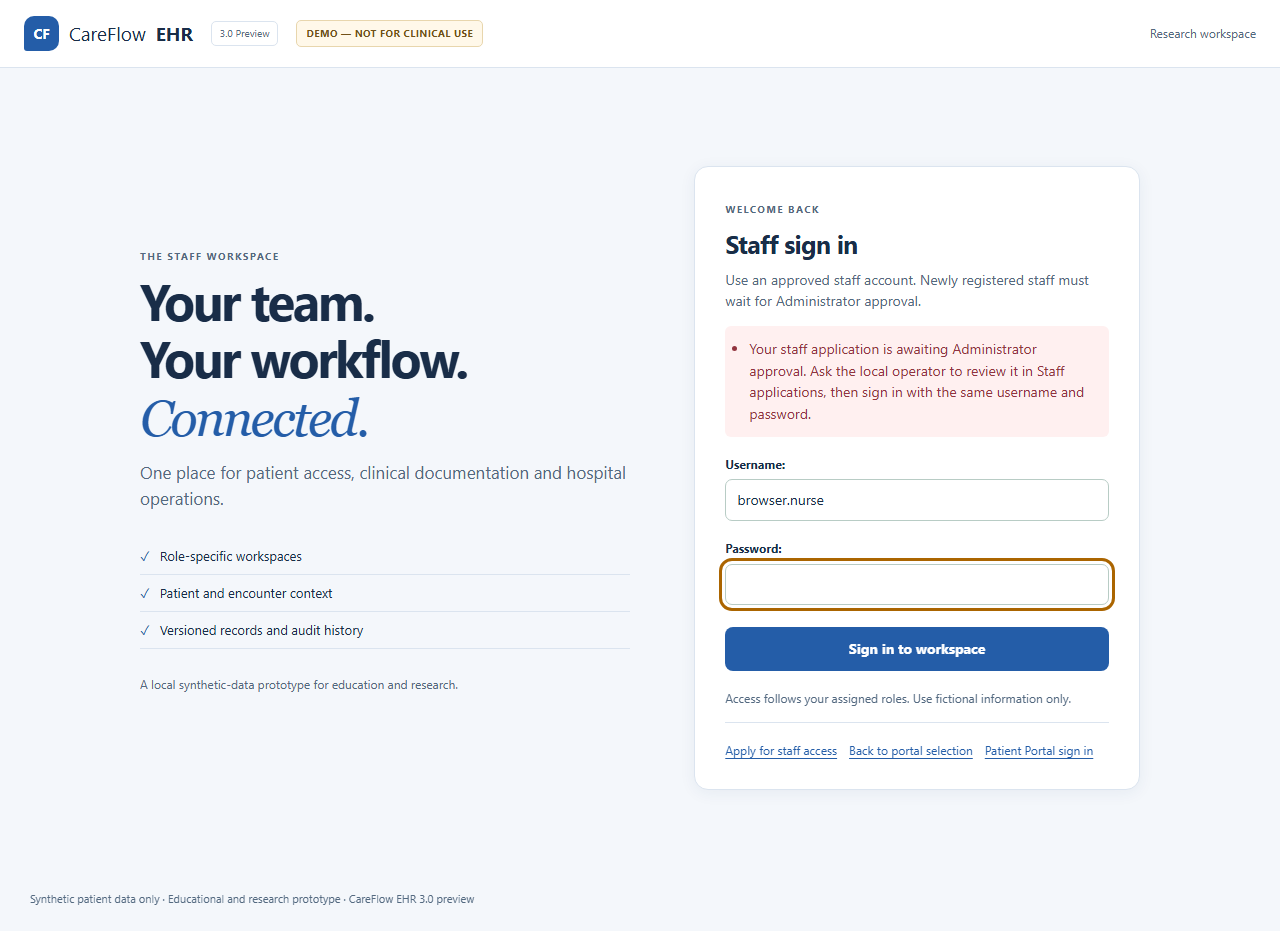 CF CareFlow EHR 3.0 Preview DEMO — NOT FOR CLINICAL USE Research workspace
THE STAFF WORKSPACE
Your team.
Your workflow.
Connected.
One place for patient access, clinical documentation and hospital
operations.
✓ Role-specific workspaces
✓ Patient and encounter context
✓ Versioned records and audit history
A local synthetic-data prototype for education and research.
WELCOME BACK
Staff sign in
Use an approved staff account. Newly registered staff must
wait for Administrator approval.
• Your staff application is awaiting Administrator
approval. Ask the local operator to review it in Staff
applications, then sign in with the same username and
password.
Username:
browser.nurse
Password:
Sign in to workspace
Access follows your assigned roles. Use fictional information only.
Apply for staff access Back to portal selection Patient Portal sign in
Synthetic patient data only · Educational and research prototype · CareFlow EHR 3.0 preview